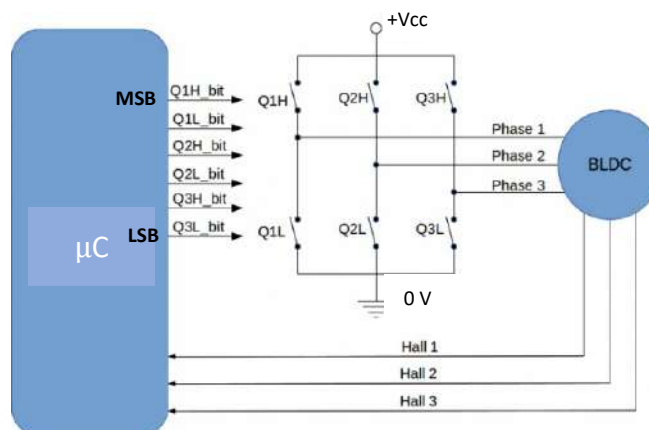 +Vcc
MSB
Q1H_bit
Q1L_bit
Q2H_bit
Q2L_bit
Q3H_bit
LSB
Q3L_bit
μC
Q1H
Q2H
Q3H
Phase 1
Phase 2
Phase 3
BLDC
Q1L
Q2L
Q3L
0 V
Hall 1
Hall 2
Hall 3